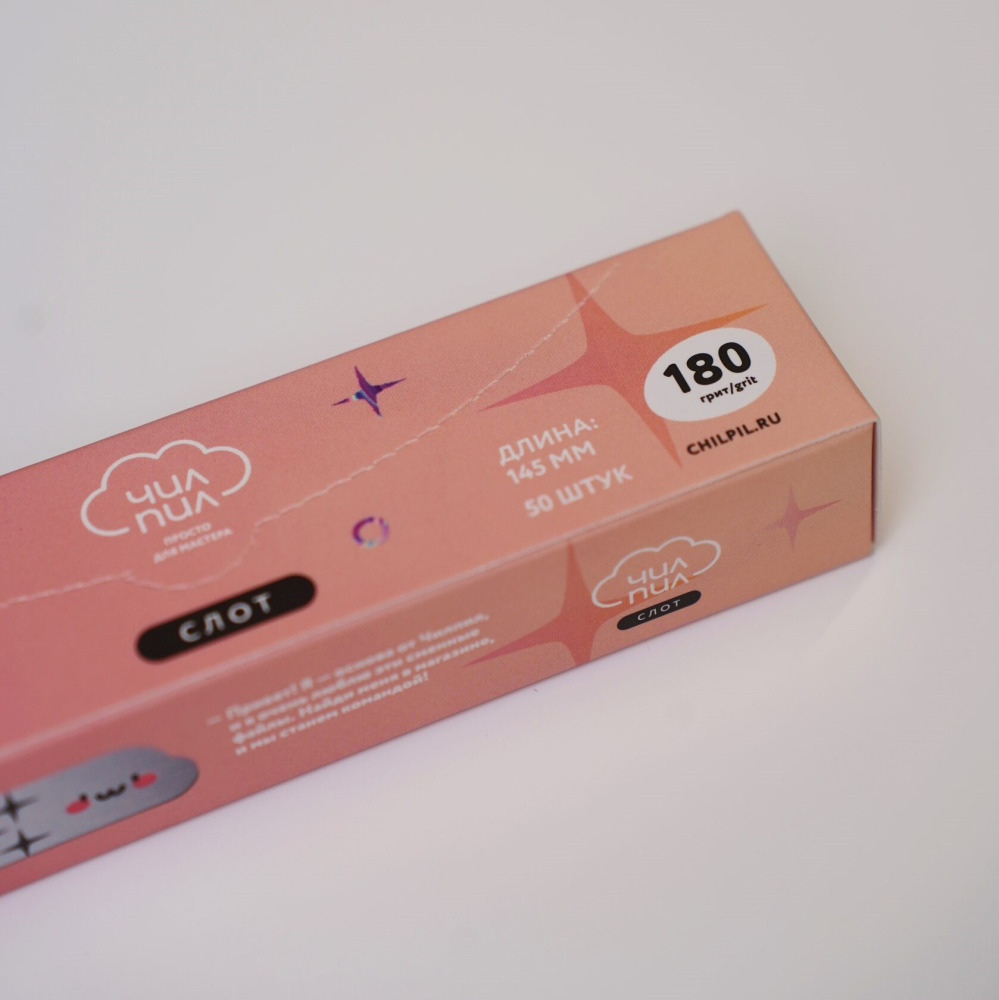 180
грит/grit
CHILPIL.RU
ДЛИНА:
145 ММ
50 ШТУК
ЧИЛ
ПИЛ
ПРОСТО
ДЛЯ МАСТЕРА
СЛОТ
ЧИЛ
ПИЛ
СЛОТ
— Привет! Я — основа от Чилпил,
и я очень люблю эти сменные
файлы. Найди меня в магазине,
и мы станем командой!